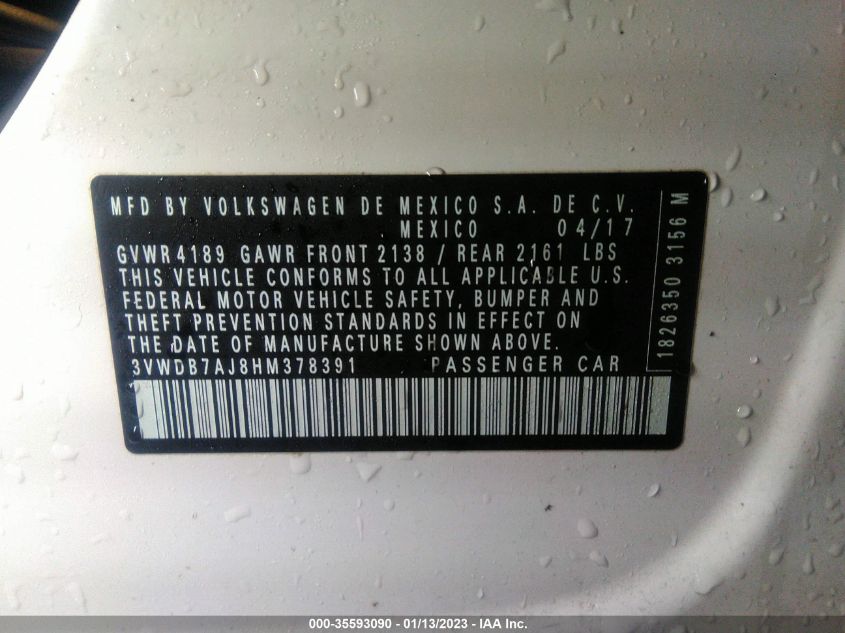 MFD BY VOLKSWAGEN DE MEXICO S.A. DE C.V.
MEXICO 04/17
GVWR 4189 GAWR FRONT 2138 / REAR 2161 LBS
THIS VEHICLE CONFORMS TO ALL APPLICABLE U.S.
FEDERAL MOTOR VEHICLE SAFETY, BUMPER AND
THEFT PREVENTION STANDARDS IN EFFECT ON
THE DATE OF MANUFACTURE SHOWN ABOVE.
3VWDB7AJ8HM378391 PASSENGER CAR
1826350 3156 M
000-35593090 - 01/13/2023 - IAA Inc.